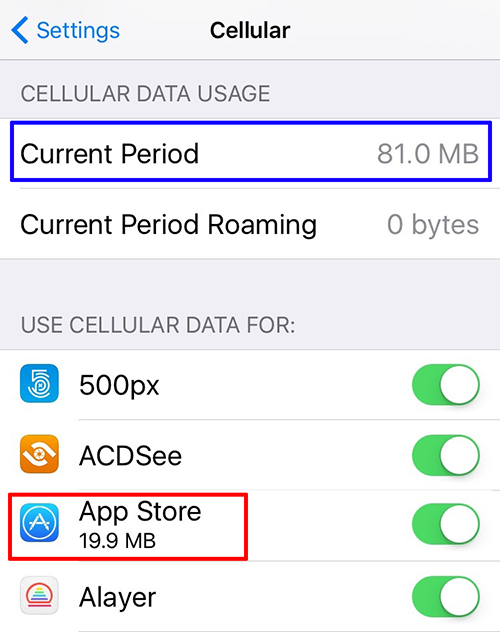 Settings
Cellular
CELLULAR DATA USAGE
Current Period 81.0 MB
Current Period Roaming 0 bytes
USE CELLULAR DATA FOR:
500px
ACDSee
App Store
19.9 MB
Alayer